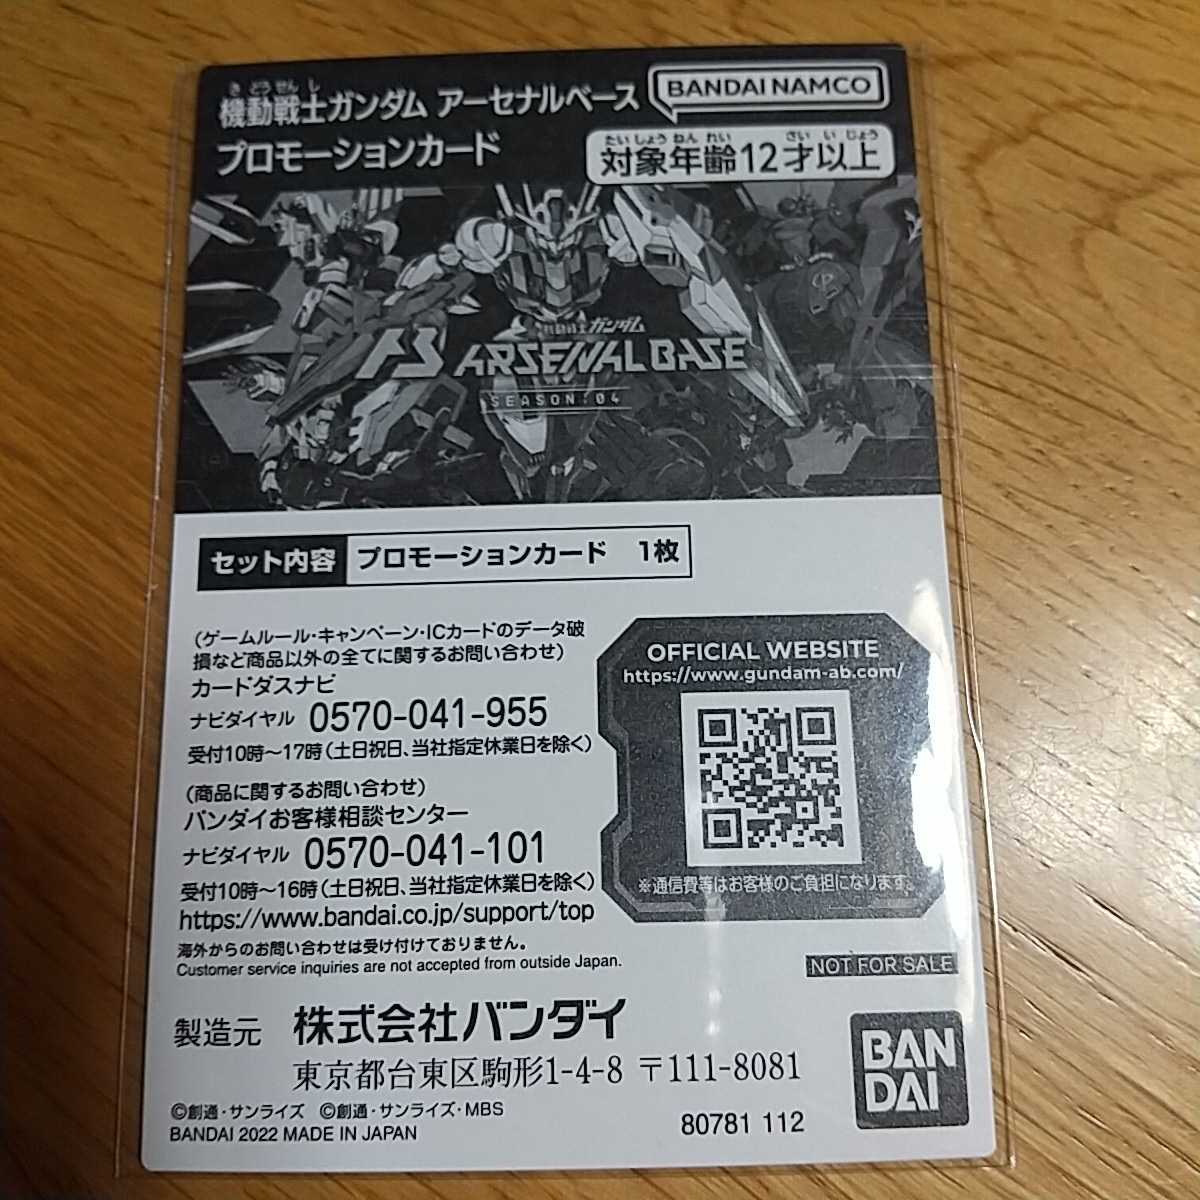 き どう せん し
機動戦士ガンダム アーセナルベース
BANDAI NAMCO
プロモーションカード
たい しょう ねん れい さい い じょう
対象年齢12才以上
機動戦士ガンダム
AB ARSENAL BASE
SEASON:04
セット内容 プロモーションカード 1枚
(ゲームルール・キャンペーン・ICカードのデータ破
損など商品以外の全てに関するお問い合わせ)
カードダスナビ
ナビダイヤル 0570-041-955
受付10時～17時(土日祝日、当社指定休業日を除く)
(商品に関するお問い合わせ)
バンダイお客様相談センター
ナビダイヤル 0570-041-101
受付10時～16時(土日祝日、当社指定休業日を除く)
https://www.bandai.co.jp/support/top
海外からのお問い合わせは受け付けておりません。
Customer service inquiries are not accepted from outside Japan.
OFFICIAL WEBSITE
https://www.gundam-ab.com/
※通信費等はお客様のご負担になります。
NOT FOR SALE
製造元 株式会社バンダイ
東京都台東区駒形1-4-8 〒111-8081
©創通・サンライズ ©創通・サンライズ・MBS
BANDAI 2022 MADE IN JAPAN
80781 112
BAN
DAI